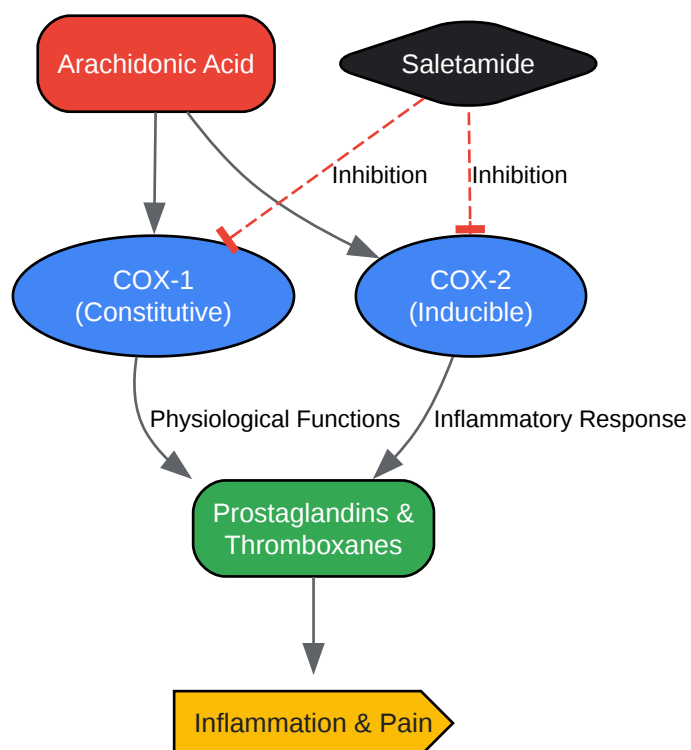 Arachidonic Acid
Saletamide
Inhibition
Inhibition
COX-1
(Constitutive)
COX-2
(Inducible)
Physiological Functions
Inflammatory Response
Prostaglandins &
Thromboxanes
Inflammation & Pain